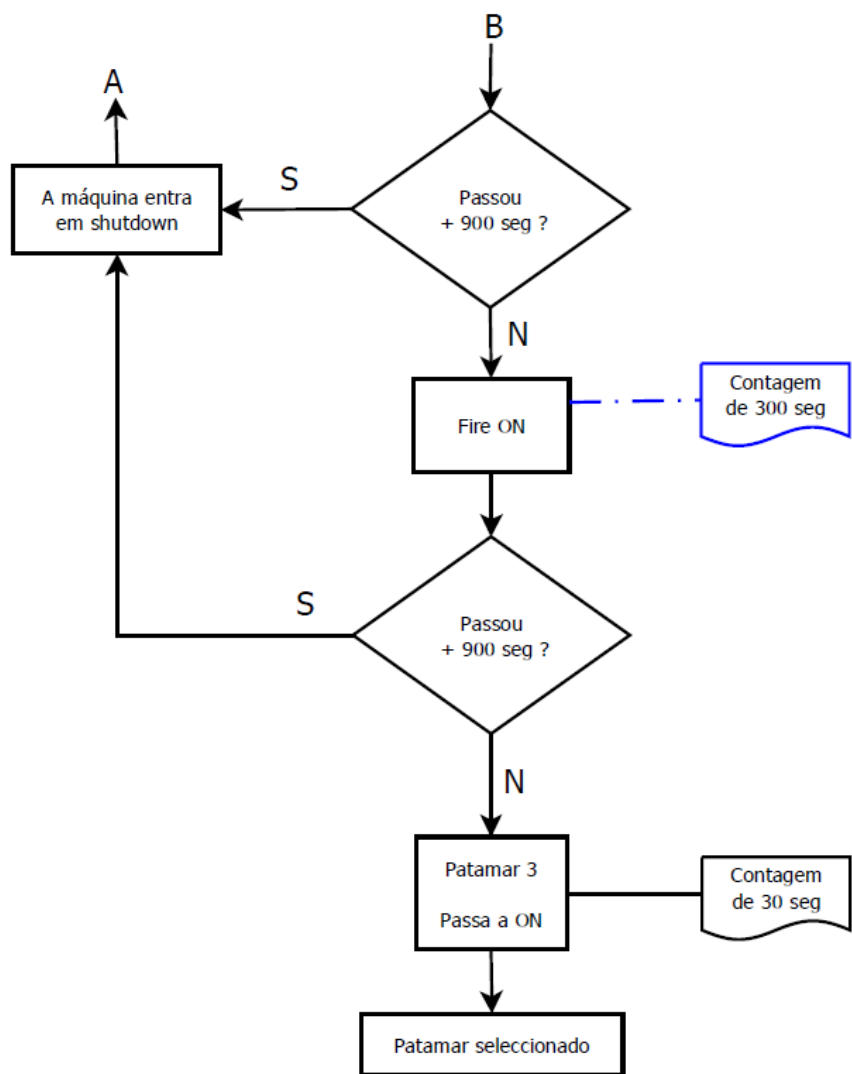 B
A
S
A máquina entra
em shutdown
Passou
+ 900 seg ?
N
Fire ON
Contagem
de 300 seg
S
Passou
+ 900 seg ?
N
Patamar 3
Passa a ON
Contagem
de 30 seg
Patamar seleccionado